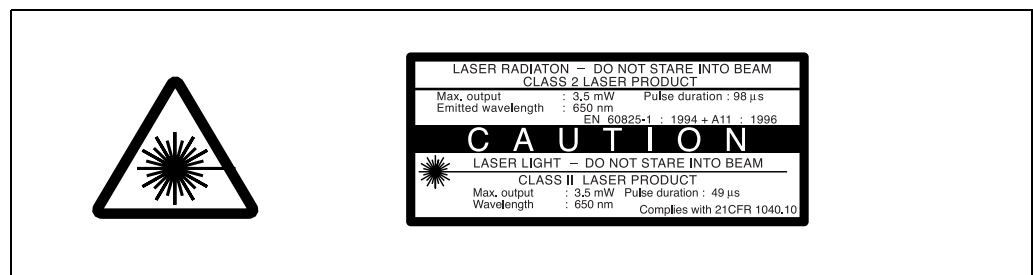 LASER RADIATON – DO NOT STARE INTO BEAM
CLASS 2 LASER PRODUCT
Max. output : 3.5 mW Pulse duration : 98 µs
Emitted wavelength : 650 nm
EN 60825-1 : 1994 + A11 : 1996
CAUTION
LASER LIGHT – DO NOT STARE INTO BEAM
CLASS II LASER PRODUCT
Max. output : 3.5 mW Pulse duration : 49 µs
Wavelength : 650 nm
Complies with 21CFR 1040.10